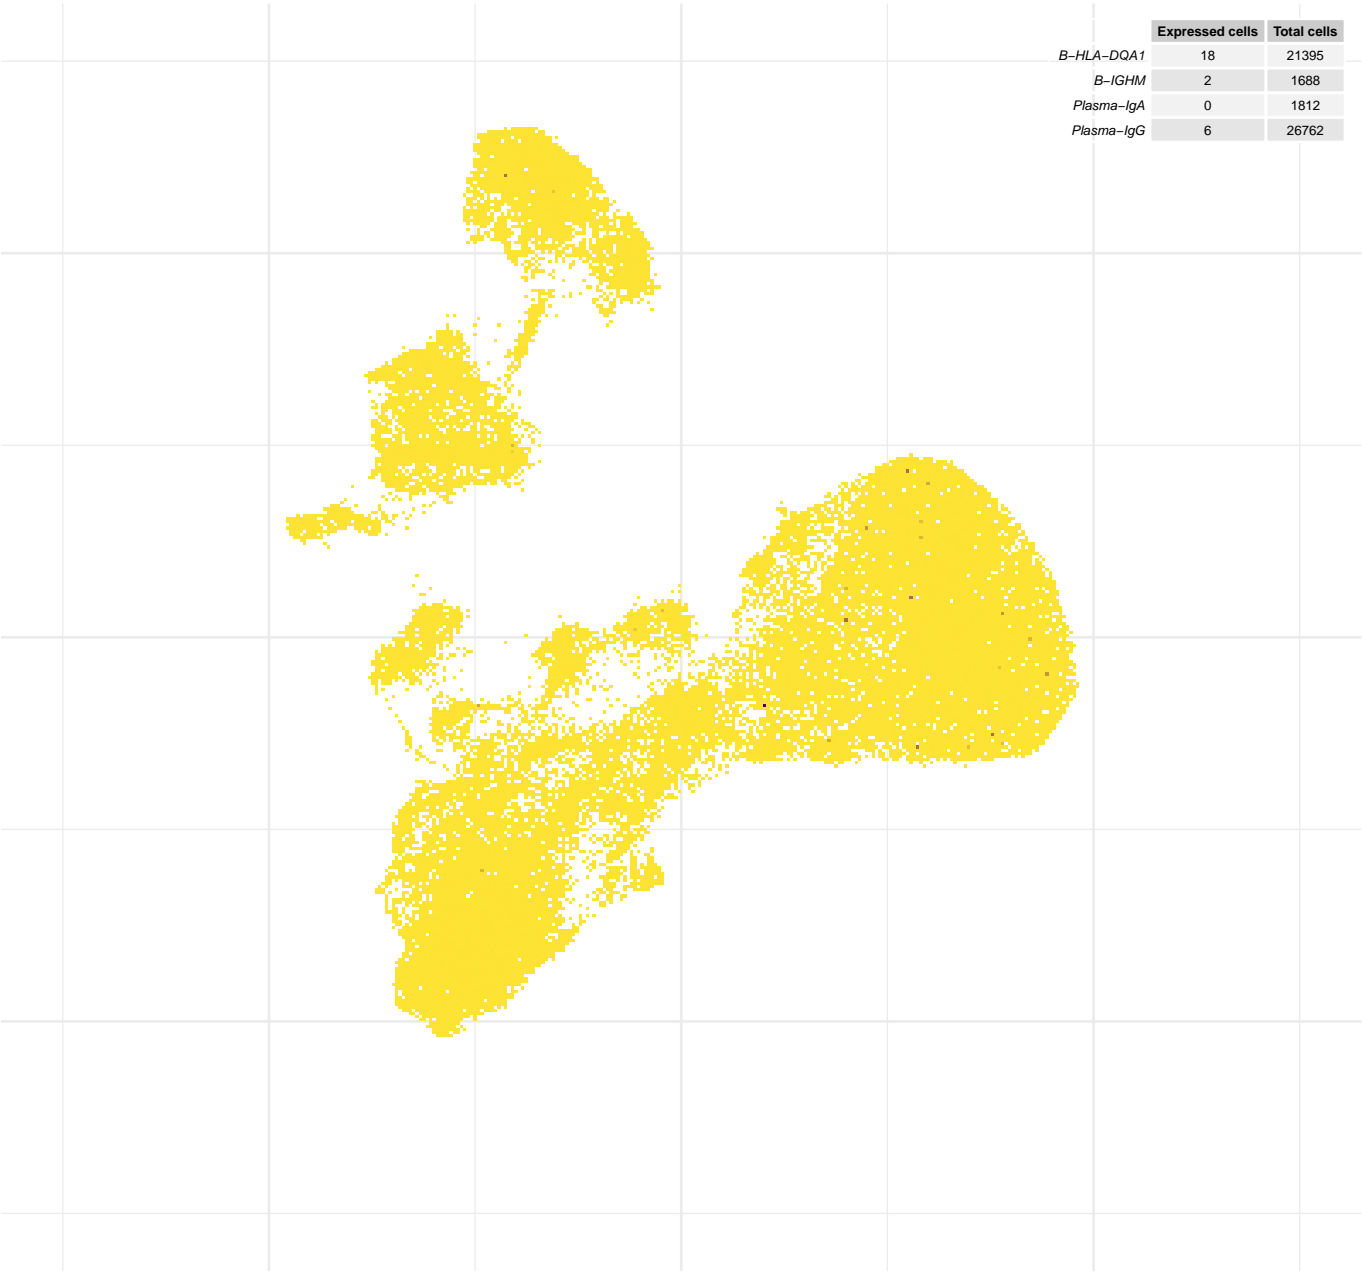 Expressed cells Total cells
B−HLA−DQA1 18 21395
B−IGHM 2 1688
Plasma−IgA 0 1812
Plasma−IgG 6 26762